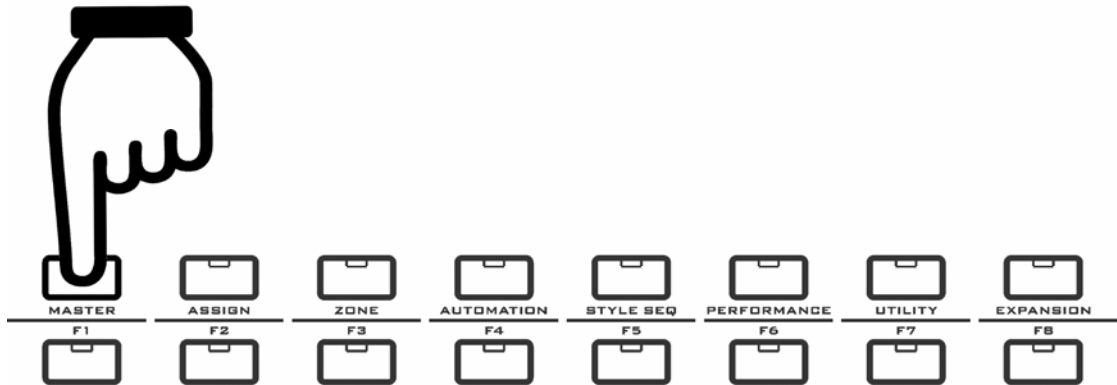 MASTER ASSIGN ZONE AUTOMATION STYLE SEQ PERFORMANCE UTILITY EXPANSION
F1 F2 F3 F4 F5 F6 F7 F8